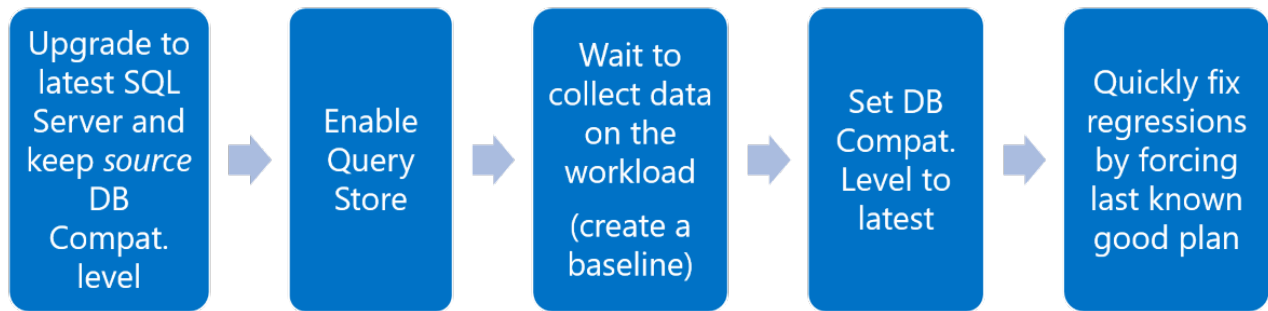 Upgrade to
latest SQL
Server and
keep source
DB
Compat.
level
Enable
Query
Store
Wait to
collect data
on the
workload
(create a
baseline)
Set DB
Compat.
Level to
latest
Quickly fix
regressions
by forcing
last known
good plan